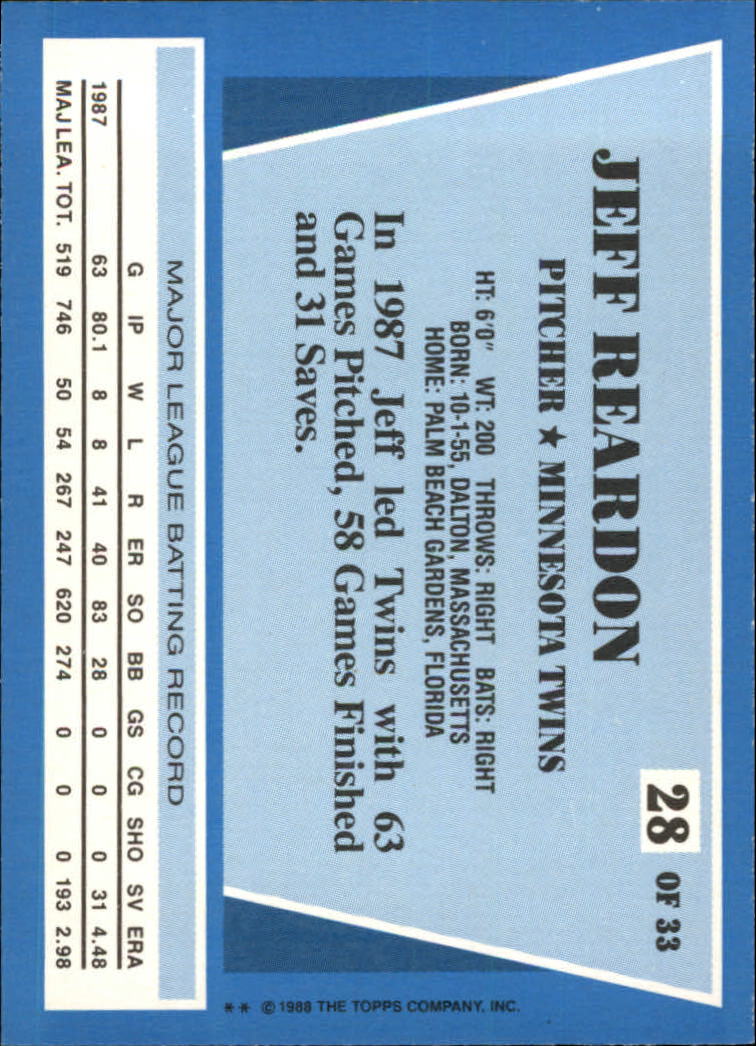 28 OF 33
JEFF REARDON
PITCHER ★ MINNESOTA TWINS
HT: 6'0" WT: 200 THROWS: RIGHT BATS: RIGHT
BORN: 10-1-55, DALTON, MASSACHUSETTS
HOME: PALM BEACH GARDENS, FLORIDA
In 1987 Jeff led Twins with 63
Games Pitched, 58 Games Finished
and 31 Saves.
MAJOR LEAGUE BATTING RECORD
G IP W L R ER SO BB GS CG SHO SV ERA
1987 63 80.1 8 8 41 40 83 28 0 0 0 31 4.48
MAJ LEA. TOT. 519 746 50 54 267 247 620 274 0 0 0 193 2.98
** © 1988 THE TOPPS COMPANY, INC.